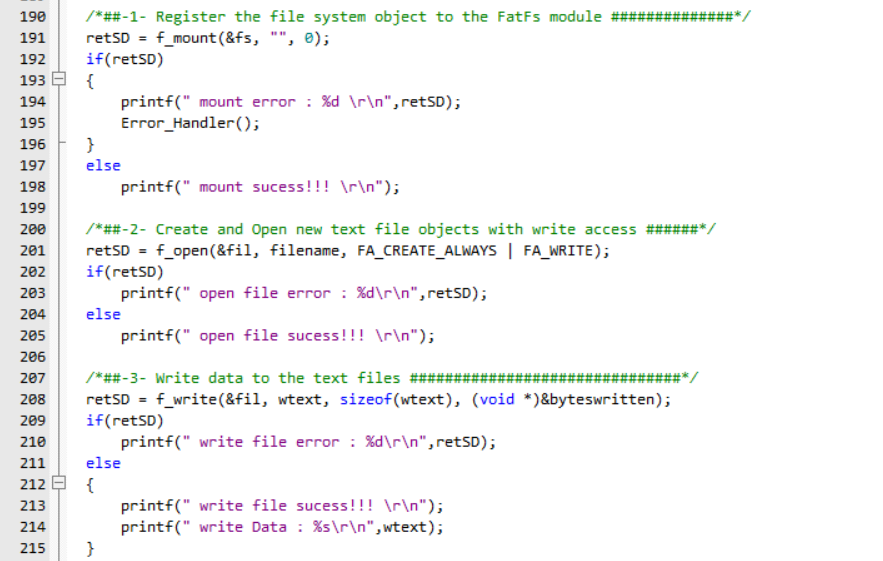 190 /*##-1- Register the file system object to the FatFs module ##############*/
191 retSD = f_mount(&fs, "", 0);
192 if(retSD)
193 {
194 printf(" mount error : %d \r\n",retSD);
195 Error_Handler();
196 }
197 else
198 printf(" mount sucess!!! \r\n");
199
200 /*##-2- Create and Open new text file objects with write access ######*/
201 retSD = f_open(&fil, filename, FA_CREATE_ALWAYS | FA_WRITE);
202 if(retSD)
203 printf(" open file error : %d\r\n",retSD);
204 else
205 printf(" open file sucess!!! \r\n");
206
207 /*##-3- Write data to the text files ###############################*/
208 retSD = f_write(&fil, wtext, sizeof(wtext), (void *)&byteswritten);
209 if(retSD)
210 printf(" write file error : %d\r\n",retSD);
211 else
212 {
213 printf(" write file sucess!!! \r\n");
214 printf(" write Data : %s\r\n",wtext);
215 }